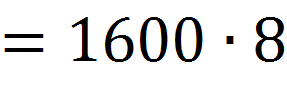 = 1600 · 8